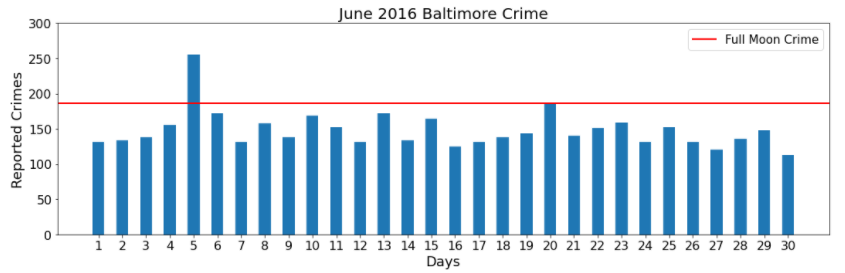 June 2016 Baltimore Crime
300
250
200
150
100
50
0
Reported Crimes
Full Moon Crime
1 2 3 4 5 6 7 8 9 10 11 12 13 14 15 16 17 18 19 20 21 22 23 24 25 26 27 28 29 30
Days